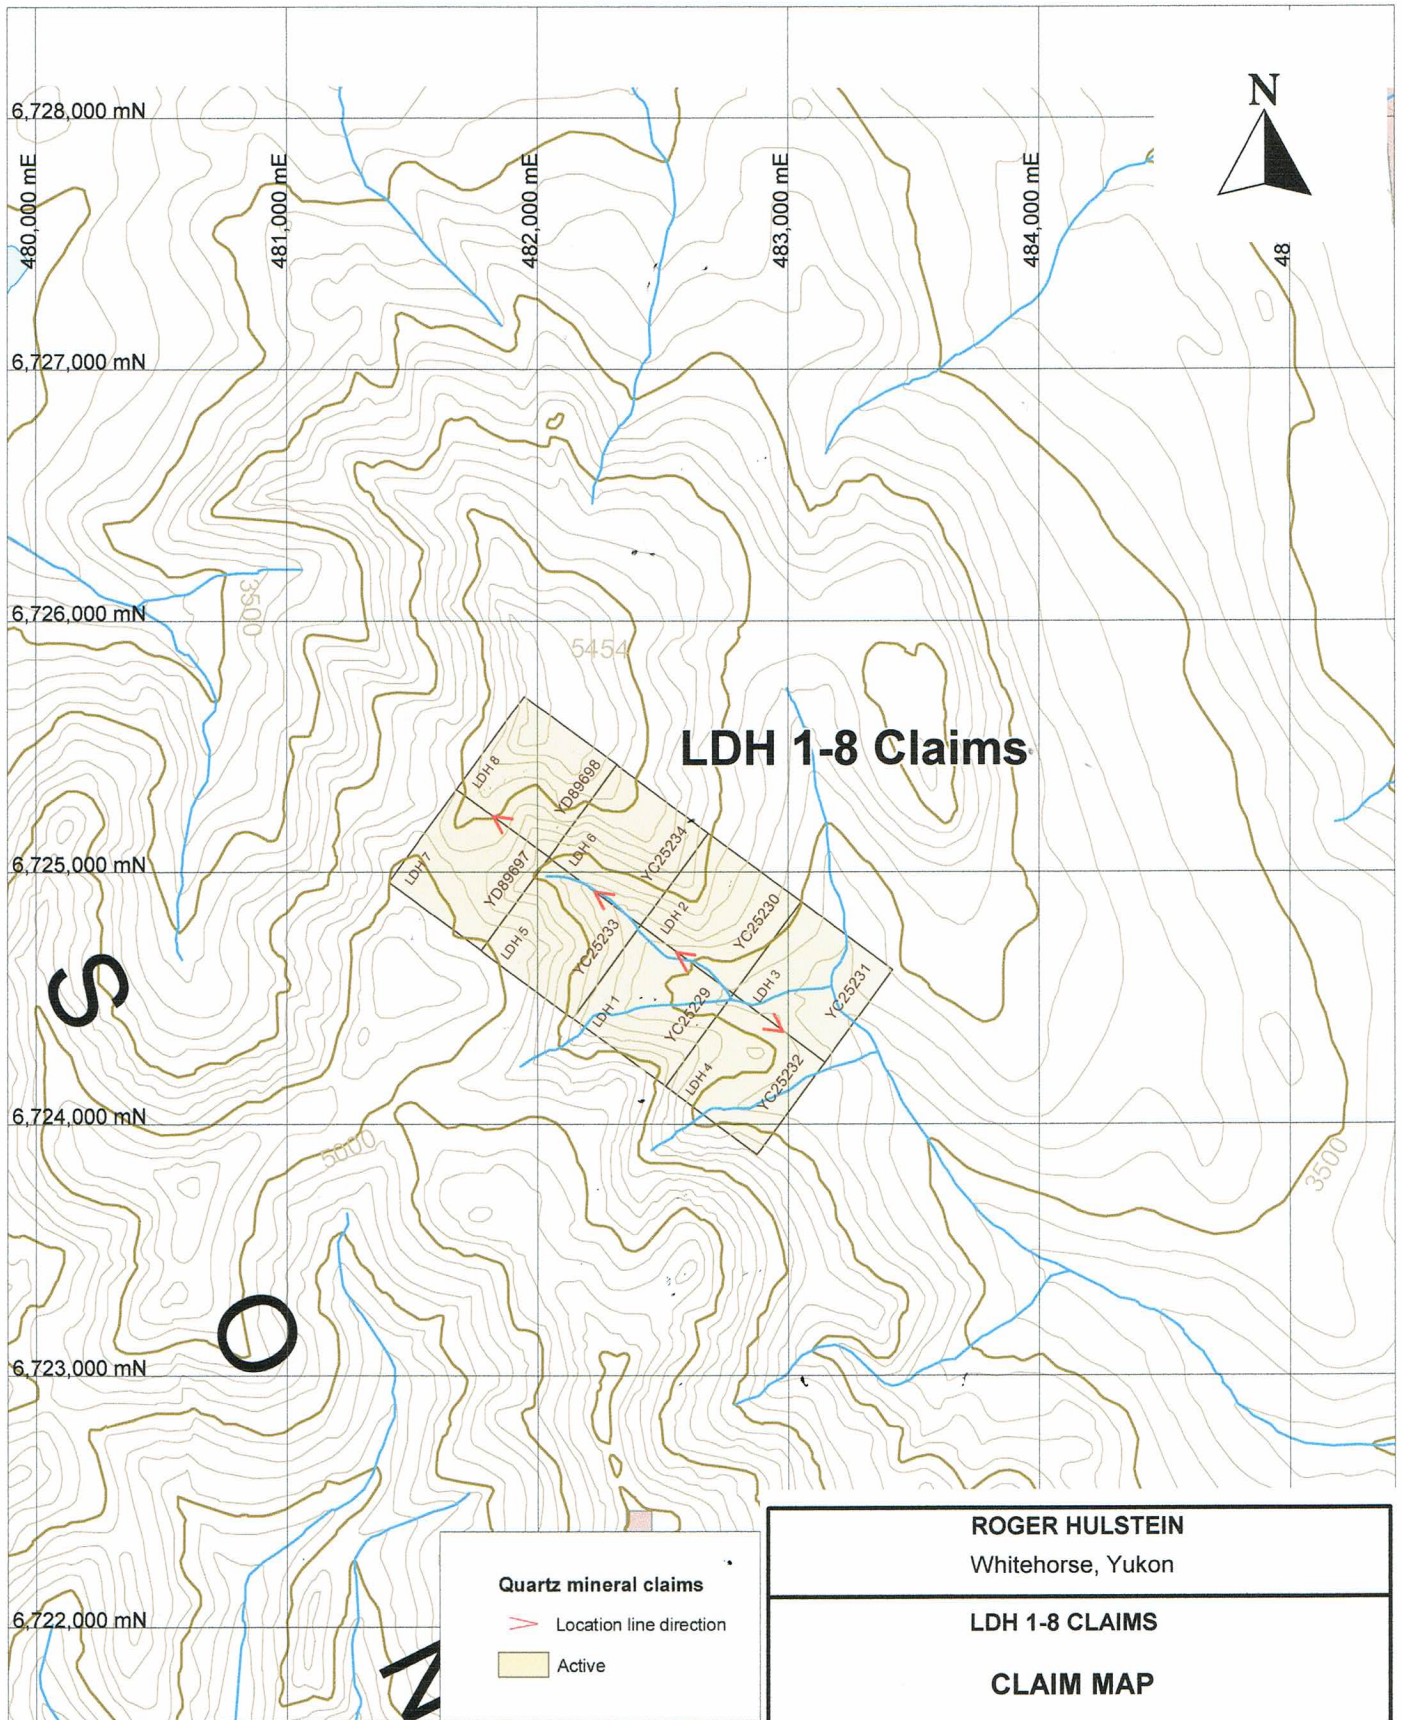 N
6,728,000 mN
480,000 mE
481,000 mE
482,000 mE
483,000 mE
484,000 mE
48
6,727,000 mN
3500
6,726,000 mN
5454
LDH 1-8 Claims
LDH 8
YD89698
LDH 7
YD89697
LDH 6
YC25234
6,725,000 mN
LDH 5
YC25233
LDH 2
YC25230
LDH 1
YC25229
LDH 3
YC25231
LDH 4
YC25232
S
6,724,000 mN
5000
3500
O
6,723,000 mN
6,722,000 mN
N
Quartz mineral claims
Location line direction
Active
ROGER HULSTEIN
Whitehorse, Yukon
LDH 1-8 CLAIMS
CLAIM MAP